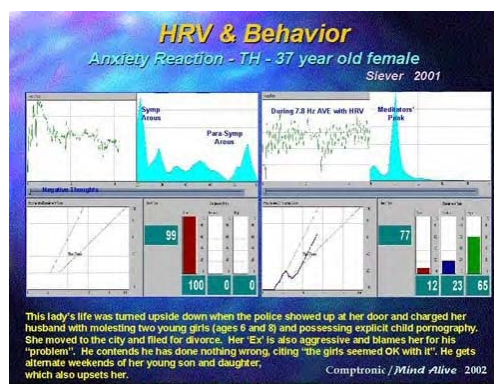 HRV & Behavior
Anxiety Reaction - TH - 37 year old female
Siever 2001
Symp
Arous
Para-Symp
Arous
During 7.8 Hz AVE with HRV
Meditators'
Peak
Negative Thoughts
99
100 0 0
77
12 23 65
This lady's life was turned upside down when the police showed up at her door and charged her
husband with molesting two young girls (ages 6 and 8) and possessing explicit child pornography.
She moved to the city and filed for divorce. Her 'Ex' is also aggressive and blames her for his
"problem". He contends he has done nothing wrong, citing "the girls seemed OK with it". He gets
alternate weekends of her young son and daughter,
which also upsets her.
Comptronic / Mind Alive 2002